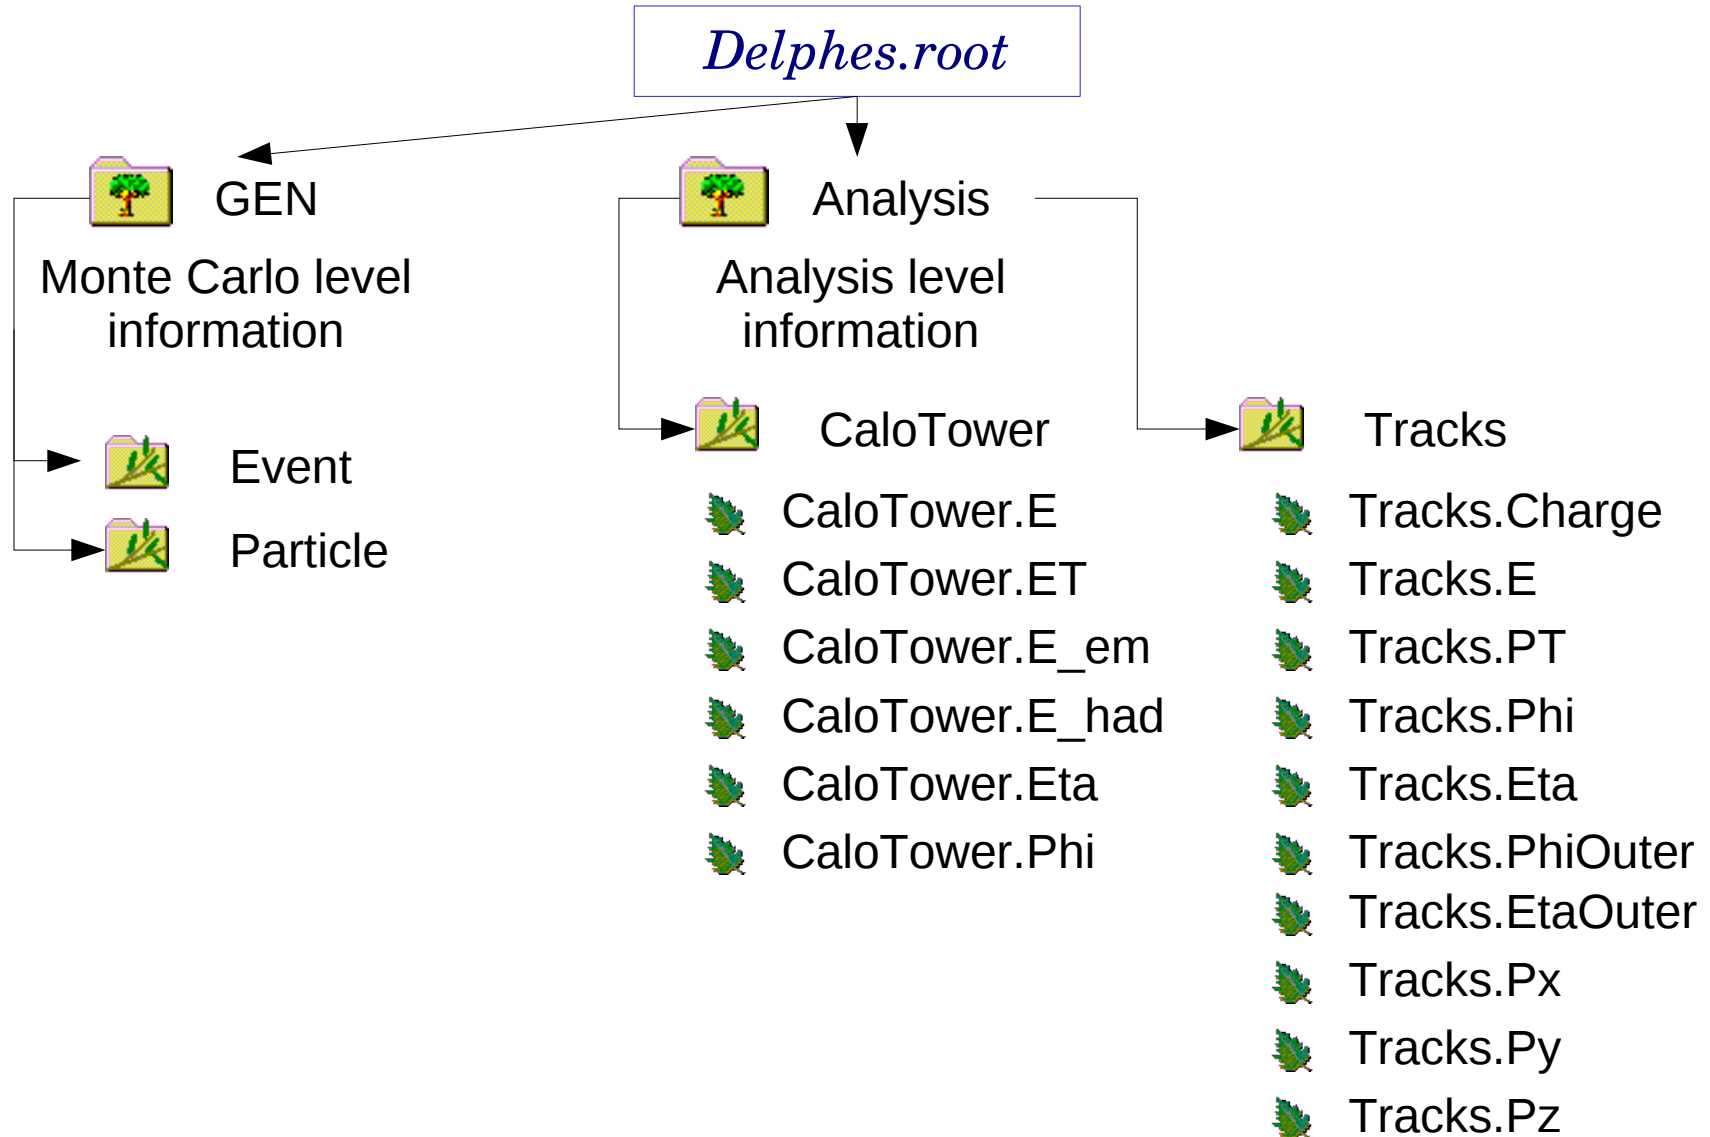 Delphes.root
GEN
Monte Carlo level
information
Event
Particle
Analysis
Analysis level
information
CaloTower
CaloTower.E
CaloTower.ET
CaloTower.E_em
CaloTower.E_had
CaloTower.Eta
CaloTower.Phi
Tracks
Tracks.Charge
Tracks.E
Tracks.PT
Tracks.Phi
Tracks.Eta
Tracks.PhiOuter
Tracks.EtaOuter
Tracks.Px
Tracks.Py
Tracks.Pz